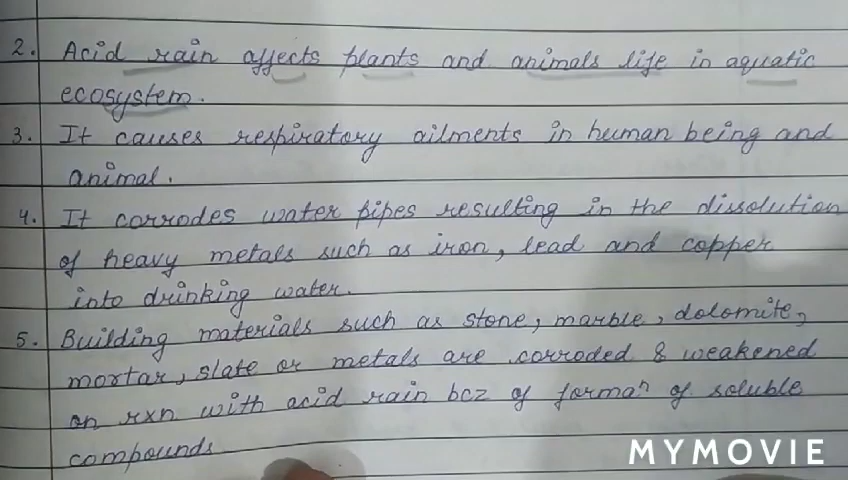 2. Acid rain affects plants and animals life in aquatic
ecosystem.
3. It causes respiratory ailments in human being and
animal.
4. It corrodes water pipes resulting in the dissolution
of heavy metals such as iron, lead and copper
into drinking water.
5. Building materials such as stone, marble, dolomite,
mortar, slate or metals are corroded & weakened
on rxn with acid rain bcz of formaⁿ of soluble
compounds
MYMOVIE